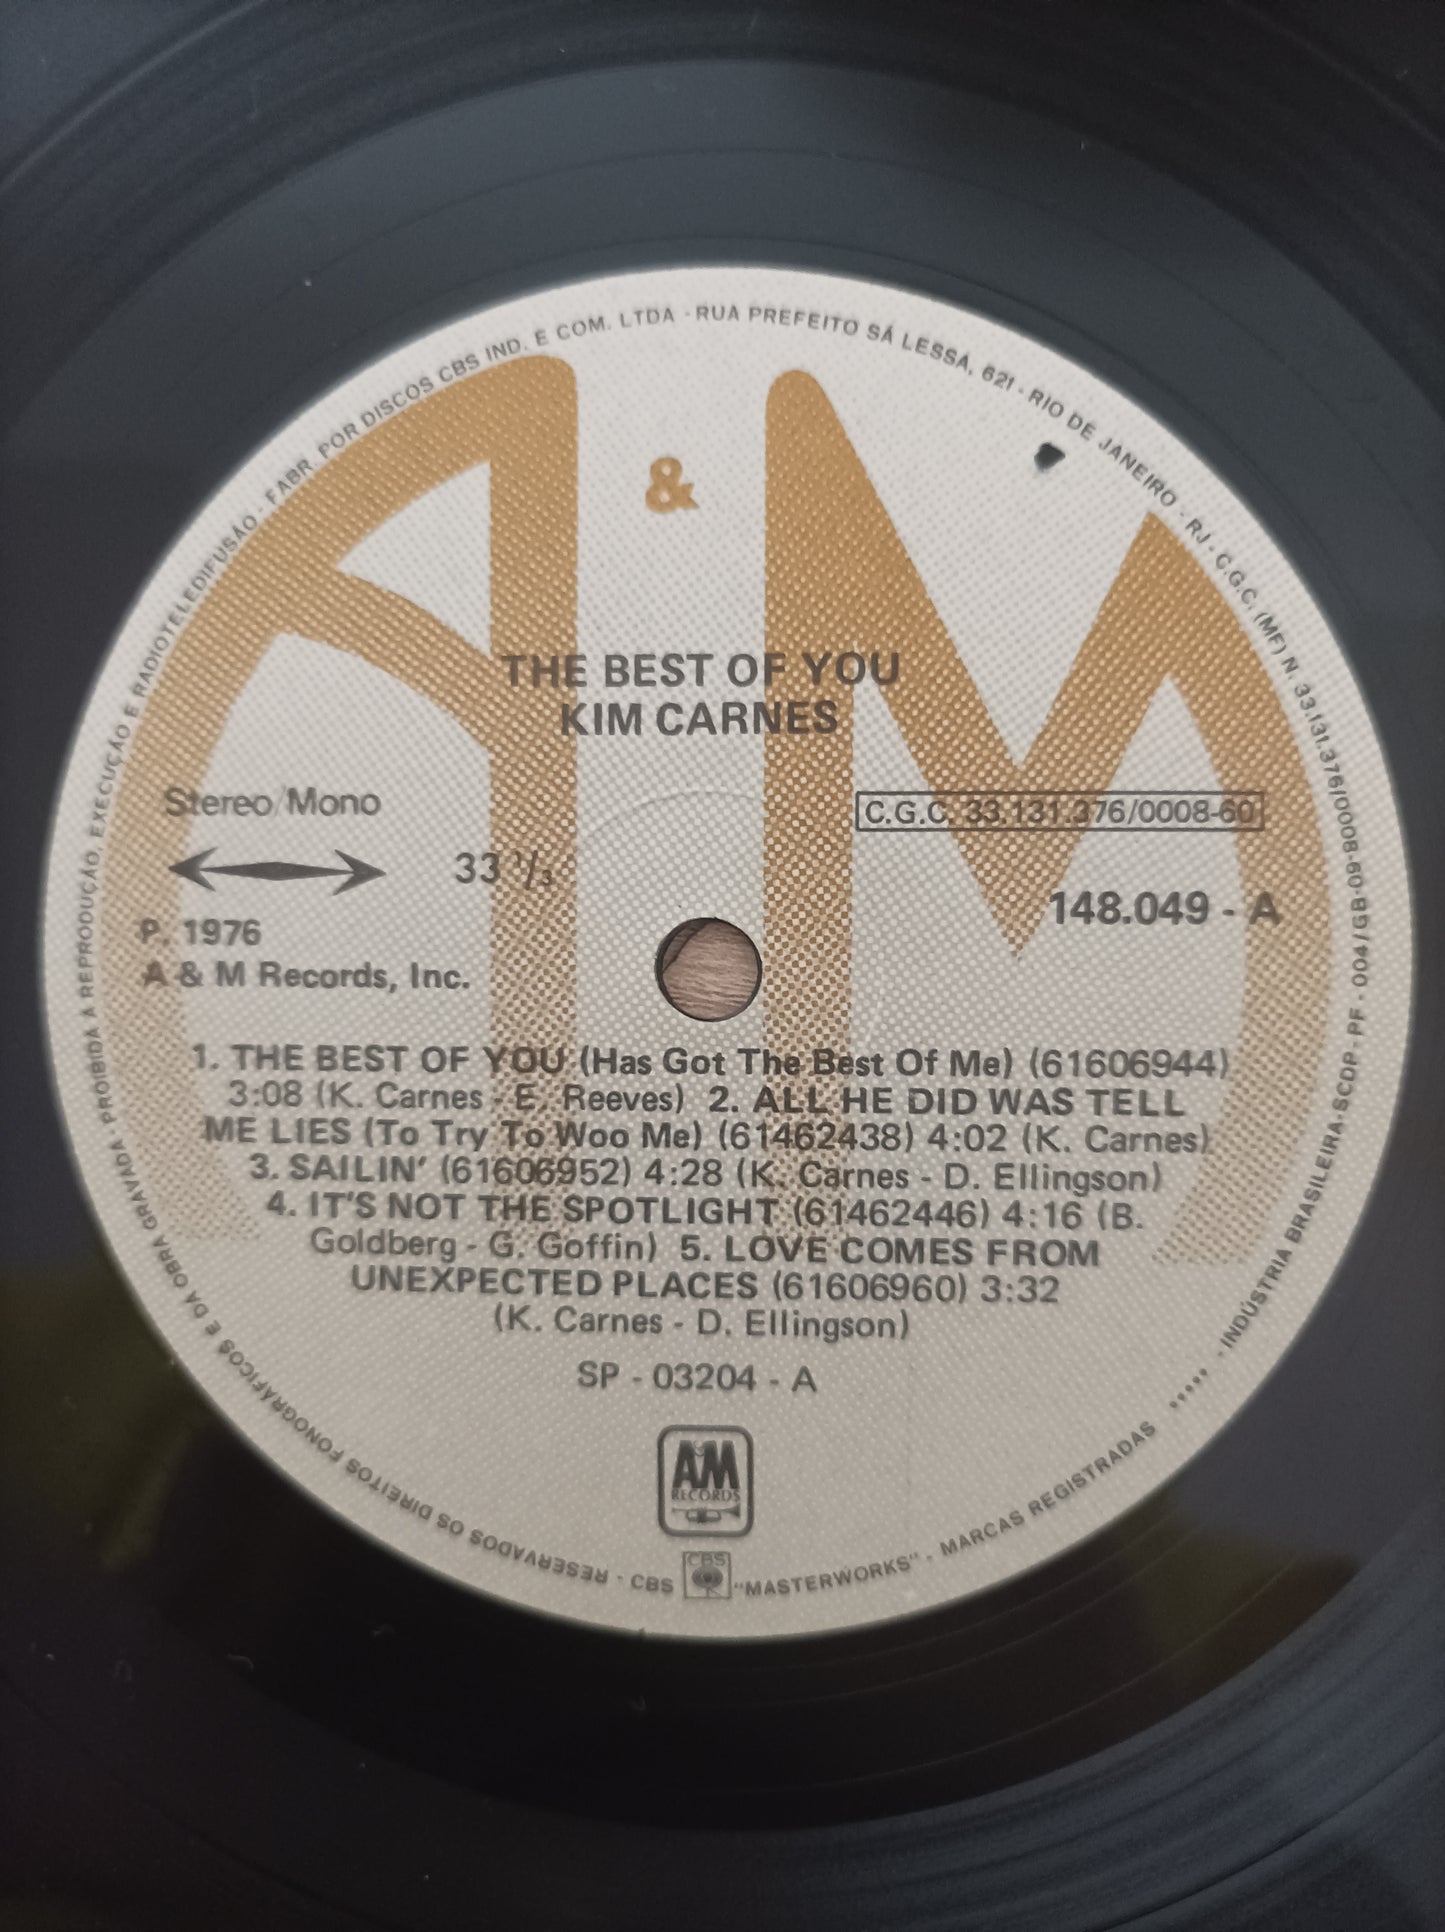 A & M
THE BEST OF YOU
KIM CARNES
Stereo/Mono
33 1/3
C.G.C. 33.131.376/0008-60
148.049 - A
P. 1976
A & M Records, Inc.
1. THE BEST OF YOU (Has Got The Best Of Me) (61606944)
3:08 (K. Carnes - E. Reeves) 2. ALL HE DID WAS TELL
ME LIES (To Try To Woo Me) (61462438) 4:02 (K. Carnes)
3. SAILIN' (61606952) 4:28 (K. Carnes - D. Ellingson)
4. IT'S NOT THE SPOTLIGHT (61462446) 4:16 (B.
Goldberg - G. Goffin) 5. LOVE COMES FROM
UNEXPECTED PLACES (61606960) 3:32
(K. Carnes - D. Ellingson)
SP - 03204 - A
AM
RECORDS
RESERVADOS OS DIREITOS FONOGRÁFICOS E DA OBRA GRAVADA · PROIBIDA A REPRODUÇÃO, EXECUÇÃO E RADIOTELEDIFUSÃO - FABR. POR DISCOS CBS IND. E COM. LTDA - RUA PREFEITO SÁ LESSA, 621 - RIO DE JANEIRO - RJ - C.G.C. (MF) N. 33.131.376/0008-60 - 004/GB-09 - SCDP - PF - INDÚSTRIA BRASILEIRA
CBS CBS "MASTERWORKS" - MARCAS REGISTRADAS